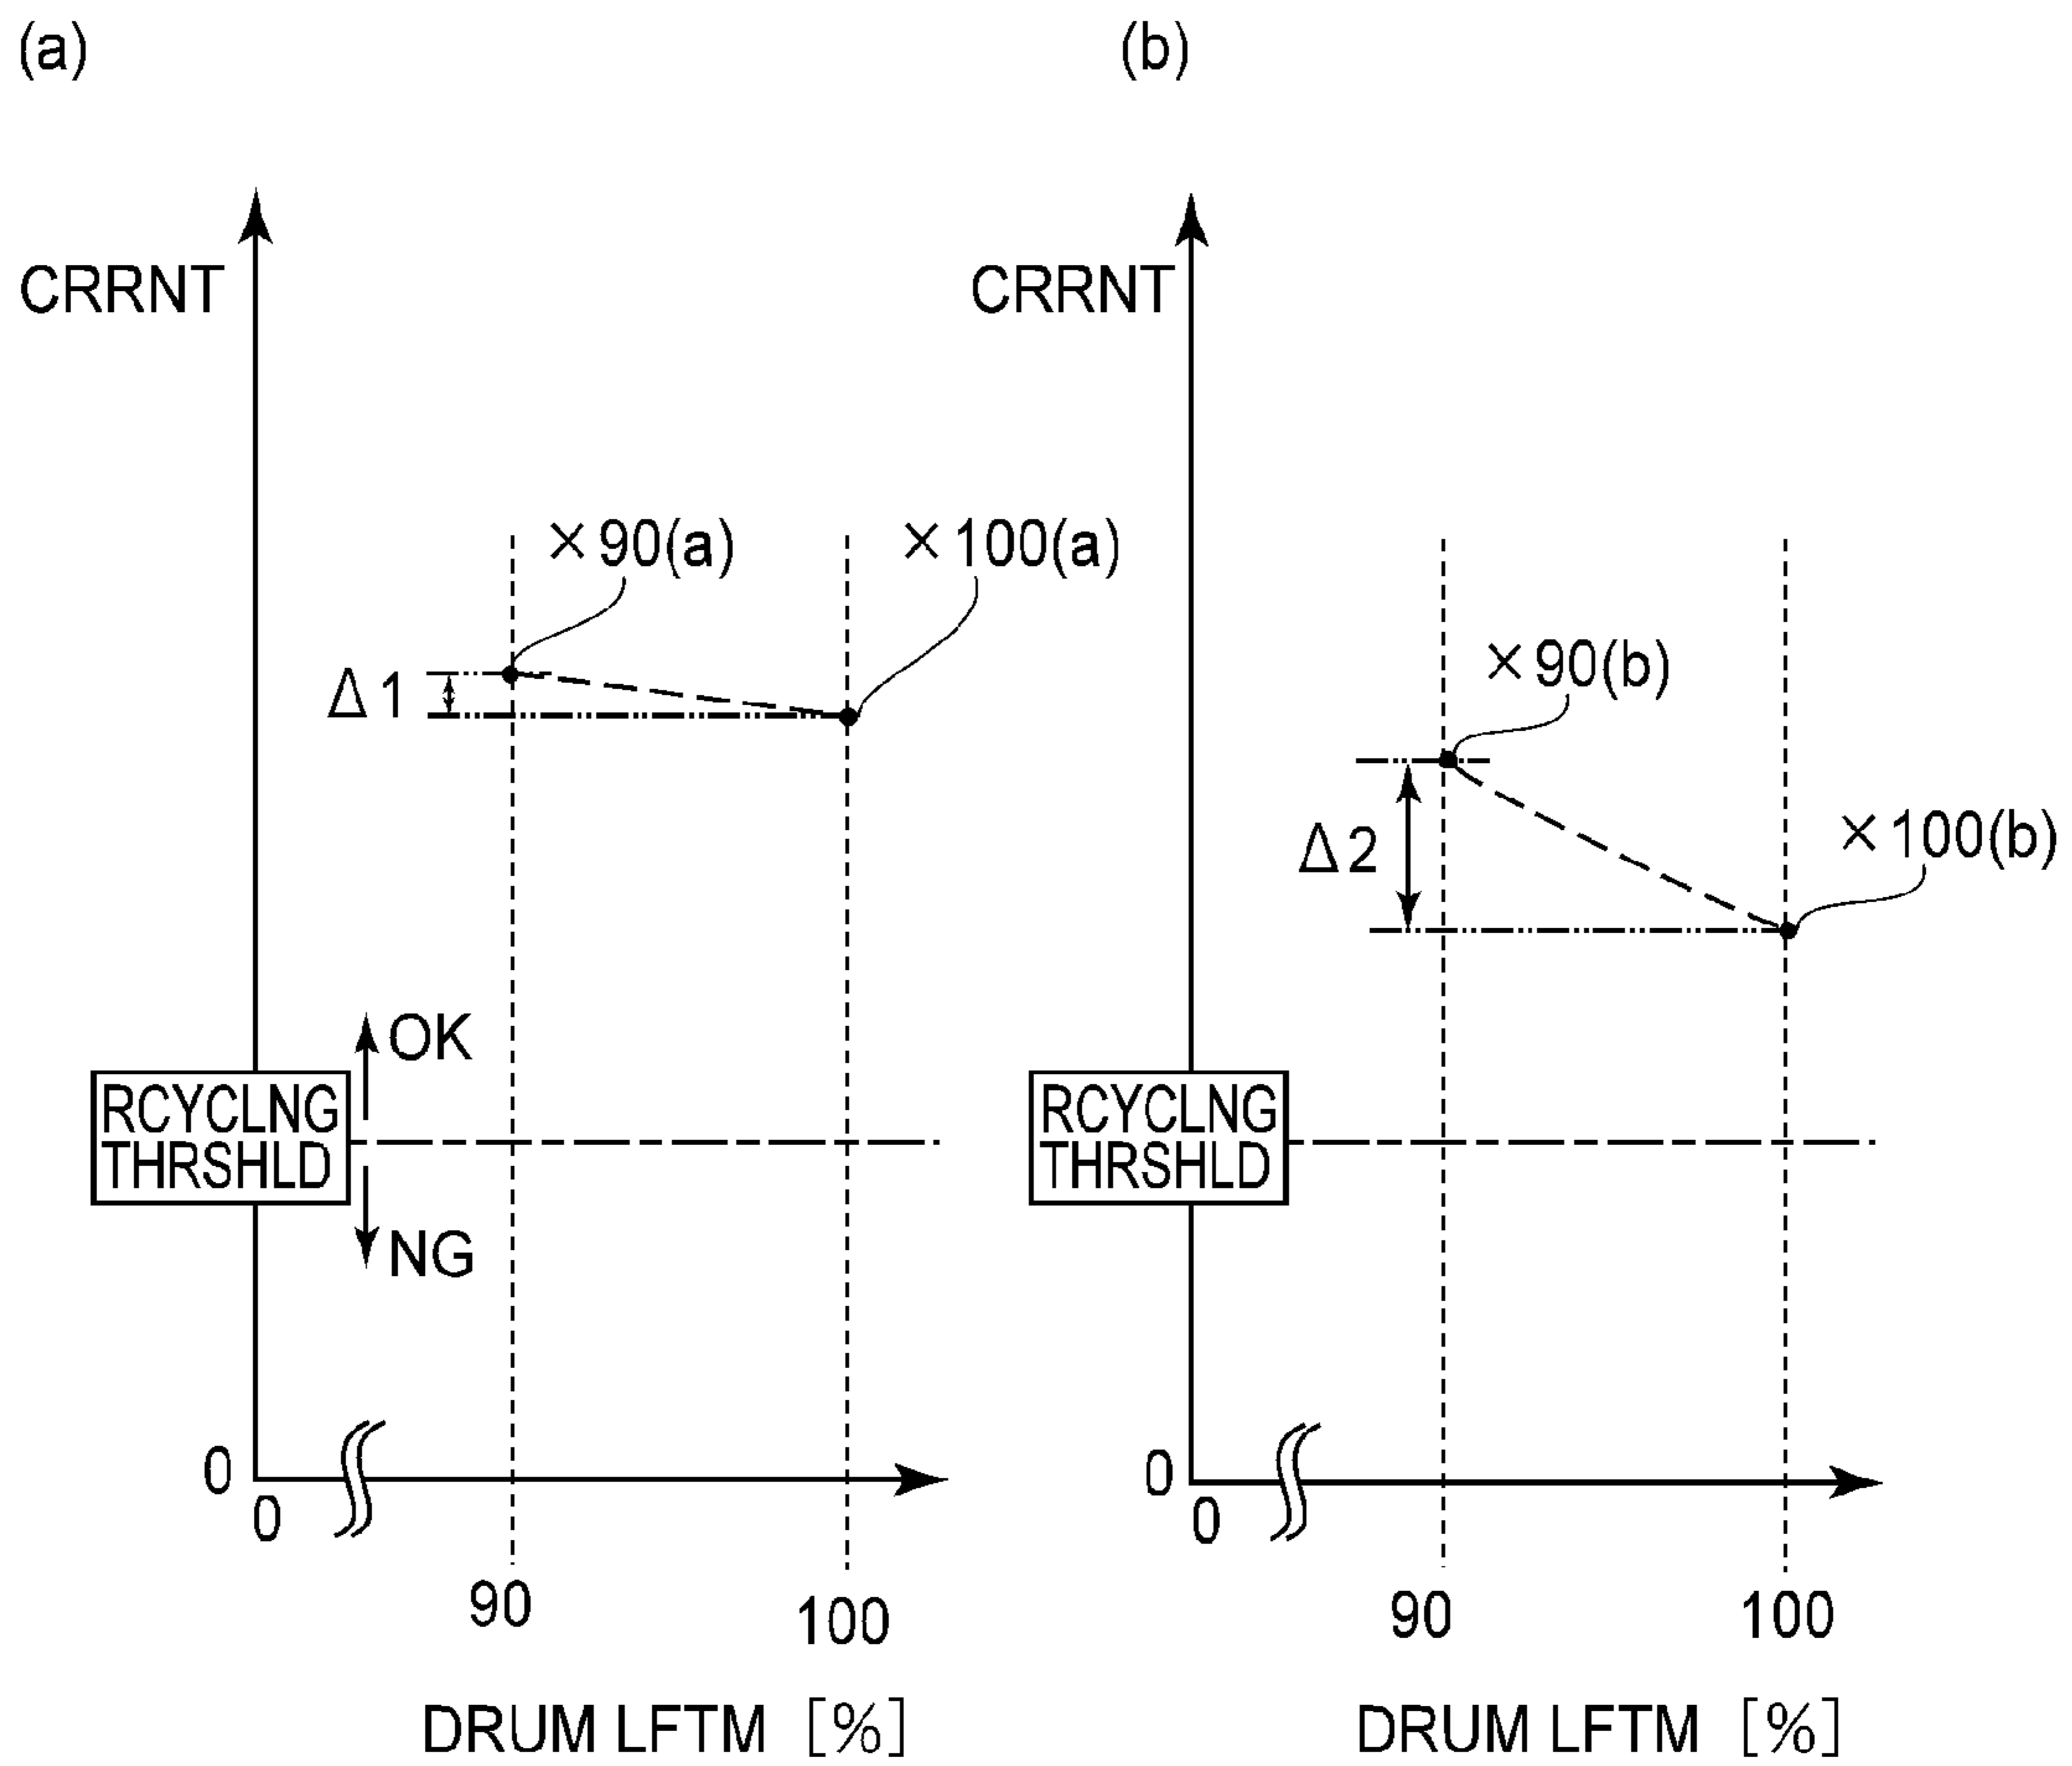 (a)
CRRNT
×90(a)
×100(a)
Δ1
OK
RCYCLNG
THRSHLD
NG
0
0
90
100
DRUM LFTM [%]
(b)
CRRNT
×90(b)
Δ2
×100(b)
RCYCLNG
THRSHLD
0
0
90
100
DRUM LFTM [%]